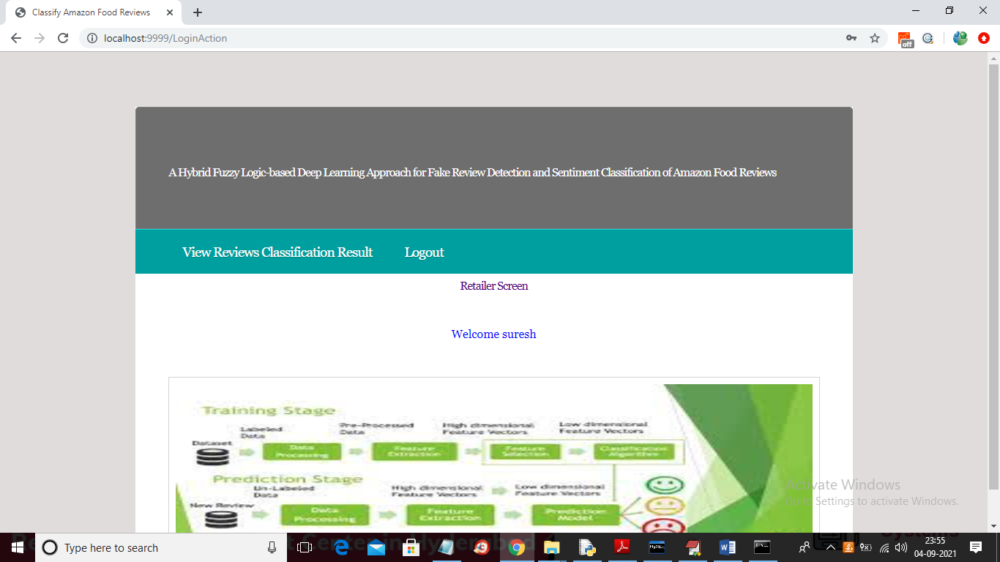 Classify Amazon Food Reviews
localhost:9999/LoginAction
off
A Hybrid Fuzzy Logic-based Deep Learning Approach for Fake Review Detection and Sentiment Classification of Amazon Food Reviews
View Reviews Classification Result Logout
Retailer Screen
Welcome suresh
Training Stage
Labeled Data
Pre-Processed Data
High dimensional Feature Vectors
Low dimensional Feature Vectors
Dataset
Data Processing
Feature Extraction
Feature Selection
Classification Algorithm
Prediction Stage
Un-Labeled Data
High dimensional Feature Vectors
Low dimensional Feature Vectors
New Review
Data Processing
Feature Extraction
Prediction Model
Activate Windows
Go to Settings to activate Windows.
Type here to search
23:55
04-09-2021